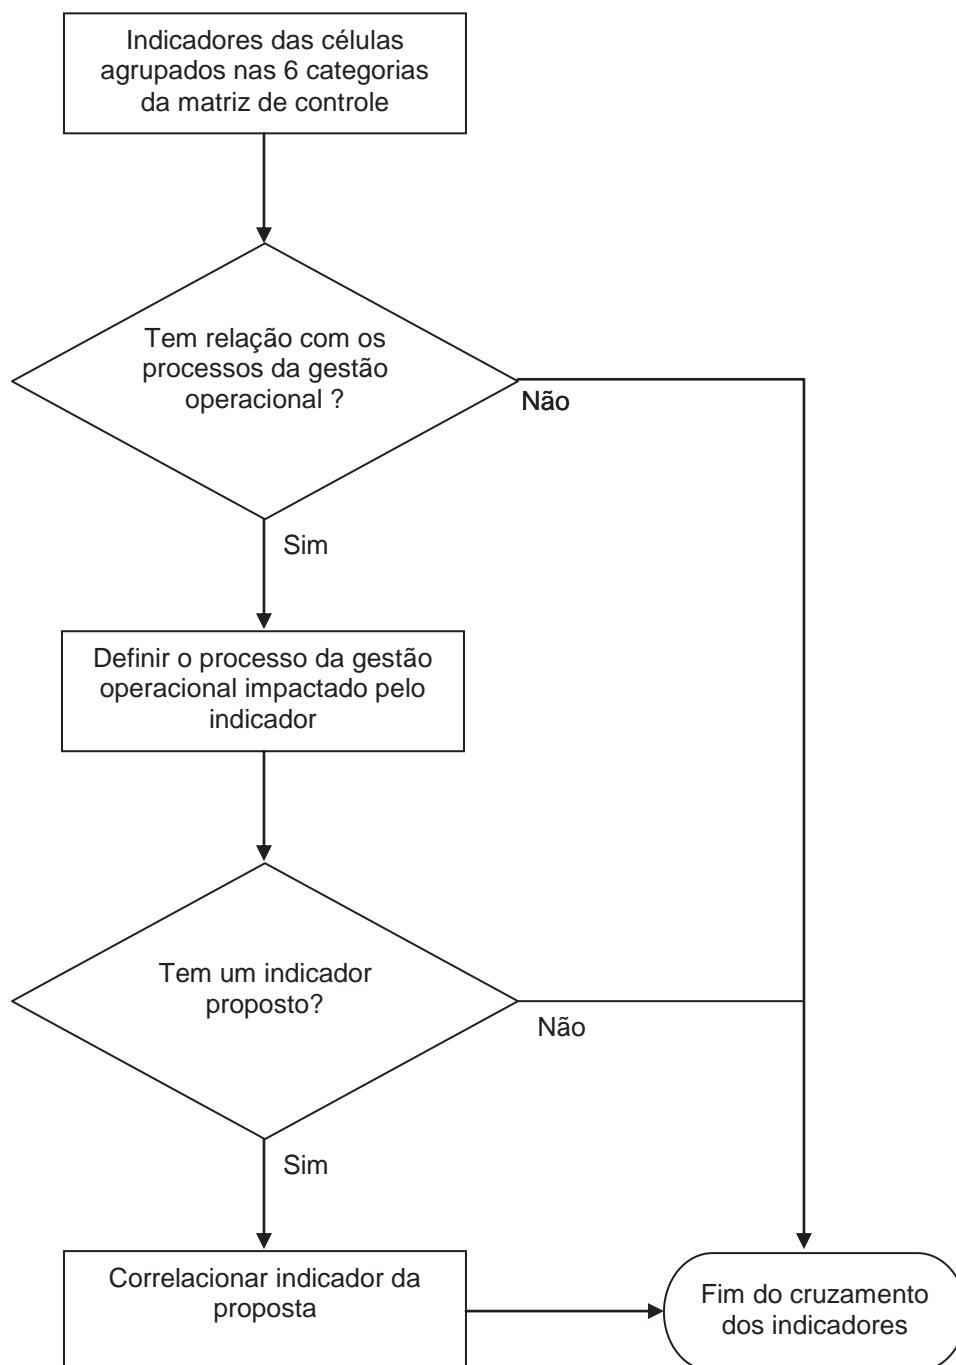 Indicadores das células
agrupados nas 6 categorias
da matriz de controle
Tem relação com os
processos da gestão
operacional ?
Não
Sim
Definir o processo da gestão
operacional impactado pelo
indicador
Tem um indicador
proposto?
Não
Sim
Correlacionar indicador da
proposta
Fim do cruzamento
dos indicadores